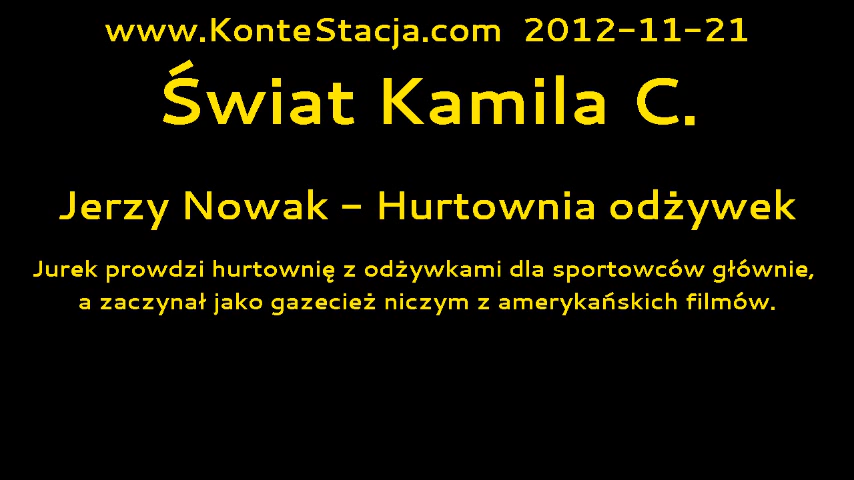 www.KonteStacja.com 2012-11-21
Świat Kamila C.
Jerzy Nowak - Hurtownia odżywek
Jurek prowdzi hurtownię z odżywkami dla sportowców głównie,
a zaczynał jako gazecież niczym z amerykańskich filmów.